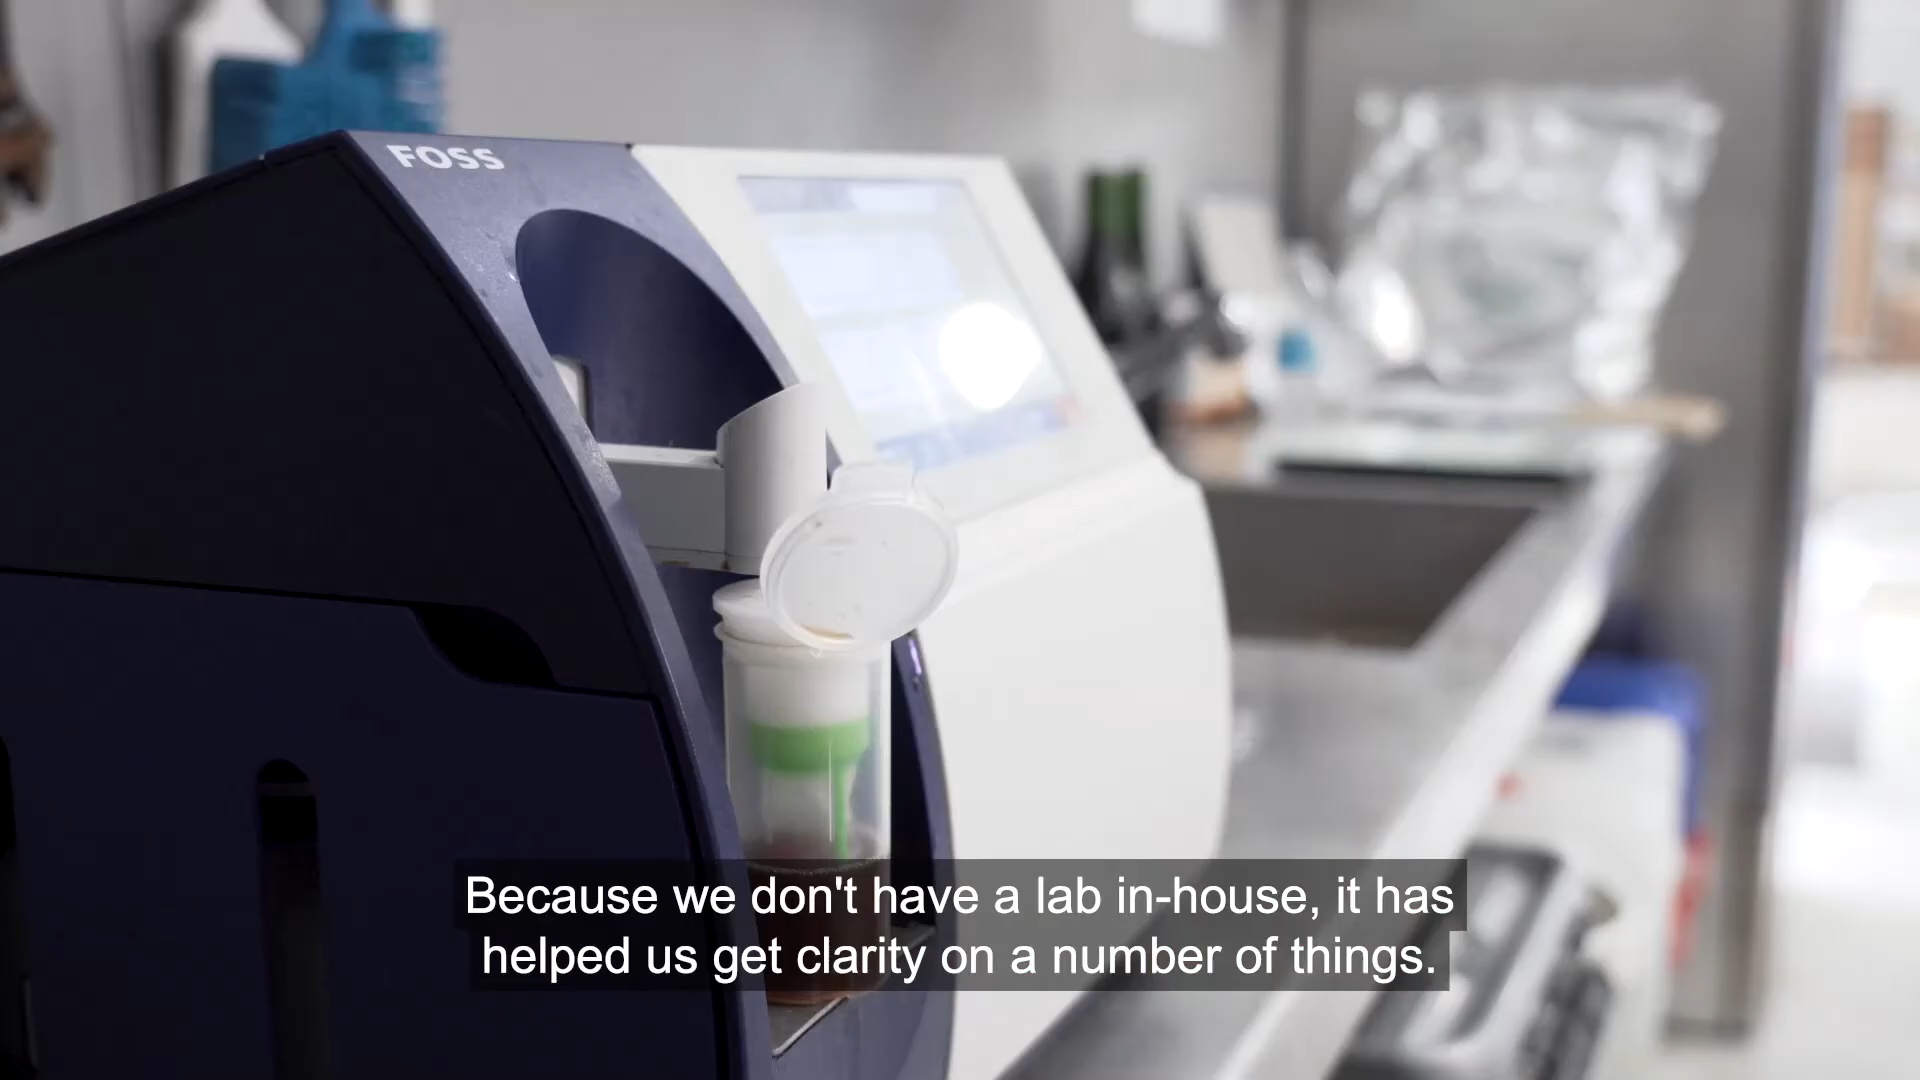 FOSS
Because we don't have a lab in-house, it has
helped us get clarity on a number of things.